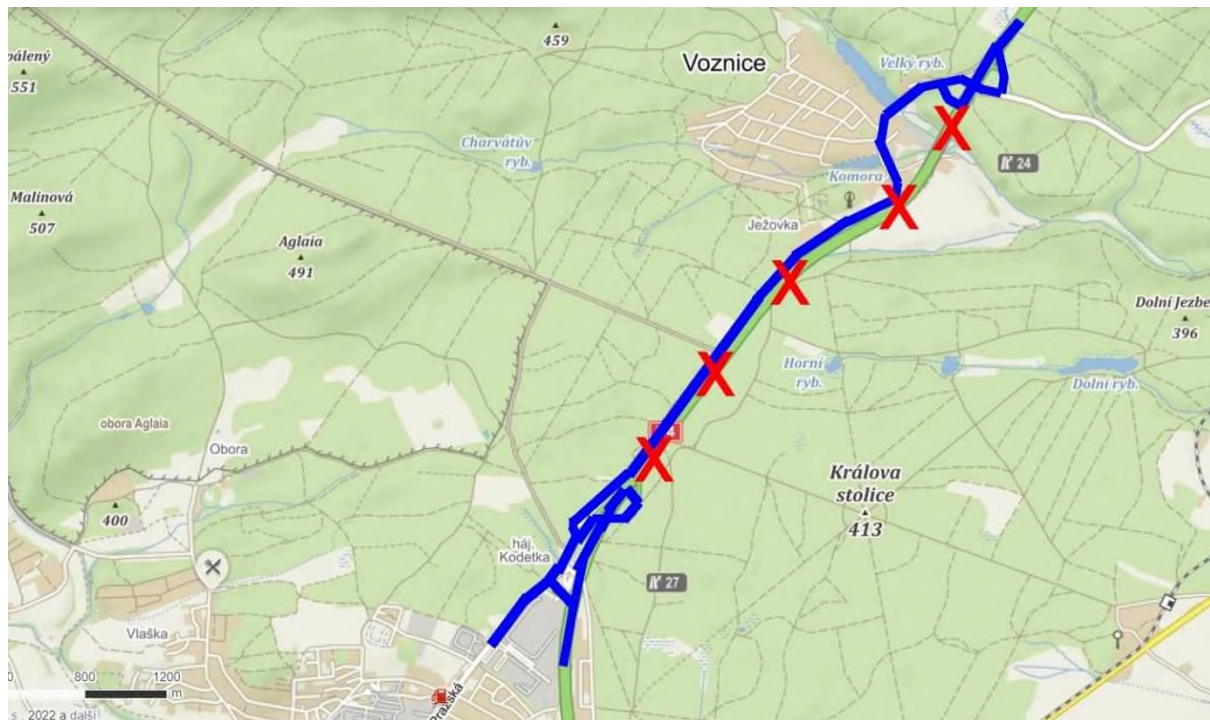 459
Voznice
Velký ryb.
pálený
551
24
Charvátův
ryb.
Komora
Malinová
507
Ježovka
Aglaia
491
Dolní Jezbe
396
Horní
ryb.
Dolní ryb.
obora Aglaia
Obora
Králova
stolice
413
400
háj.
Kodetka
27
Vlaška
0 800 1200
m
Pražská
s, 2022 a další